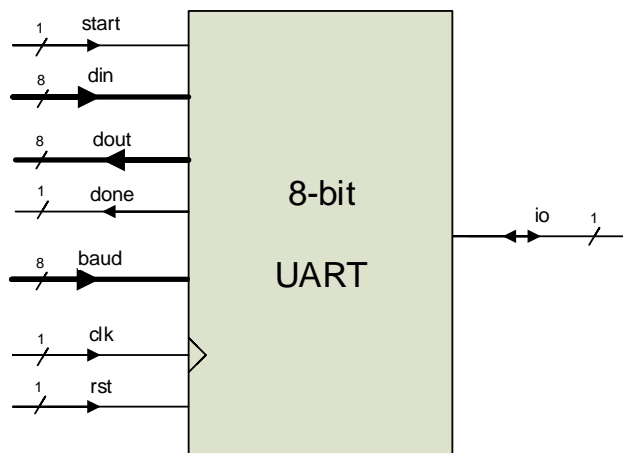 1 start
8 din
8 dout
1 done
8 baud
1 clk
1 rst
8-bit
UART
io 1